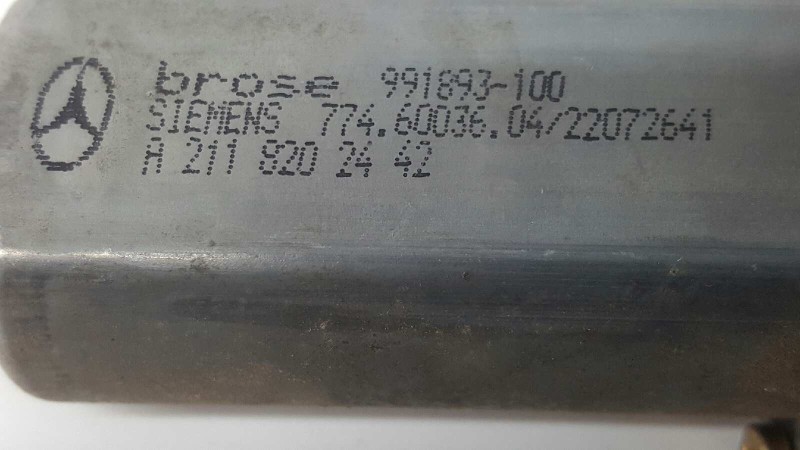 brose 991893-100
SIEMENS 774.60036.04/22072641
A 211 820 24 42